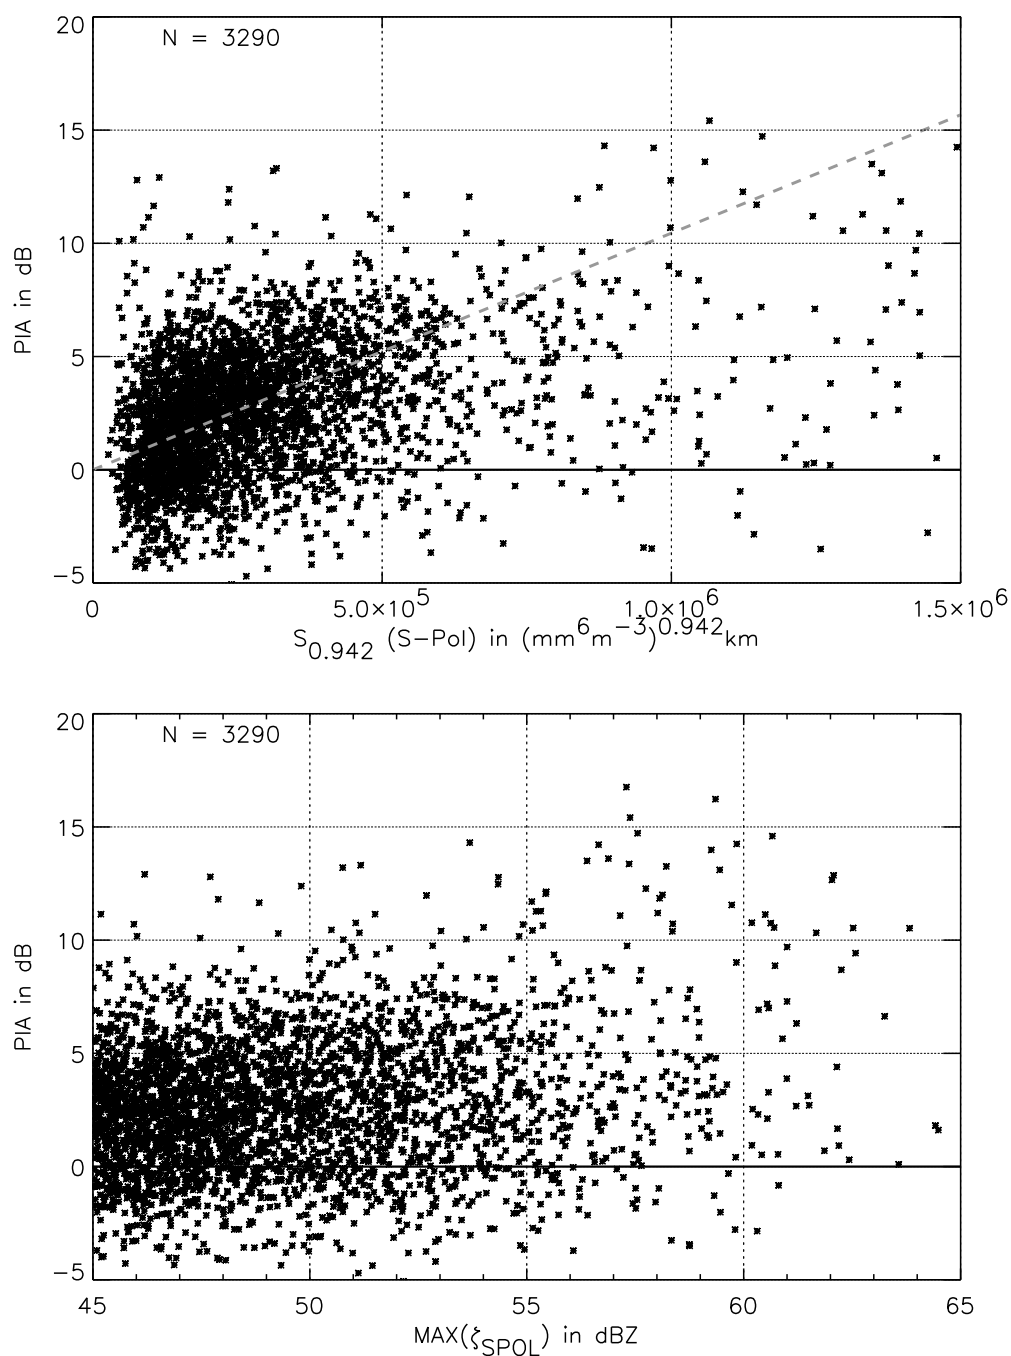 20
N = 3290
15
10
5
0
−5
PIA in dB
0 5.0×10⁵ 1.0×10⁶ 1.5×10⁶
S₀.₉₄₂ (S−Pol) in (mm⁶m⁻³)⁰·⁹⁴²km
20
N = 3290
15
10
5
0
−5
PIA in dB
45 50 55 60 65
MAX(ζSPOL) in dBZ